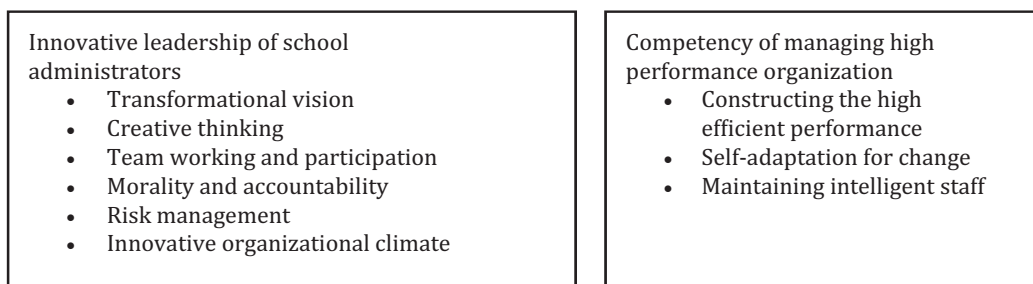 Innovative leadership of school
administrators
• Transformational vision
• Creative thinking
• Team working and participation
• Morality and accountability
• Risk management
• Innovative organizational climate
Competency of managing high
performance organization
• Constructing the high
efficient performance
• Self-adaptation for change
• Maintaining intelligent staff